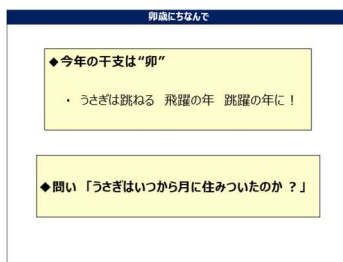 卯歳にちなんで
◆今年の干支は“卯”
・ うさぎは跳ねる 飛躍の年 跳躍の年に！
◆問い 「うさぎはいつから月に住みついたのか ？」